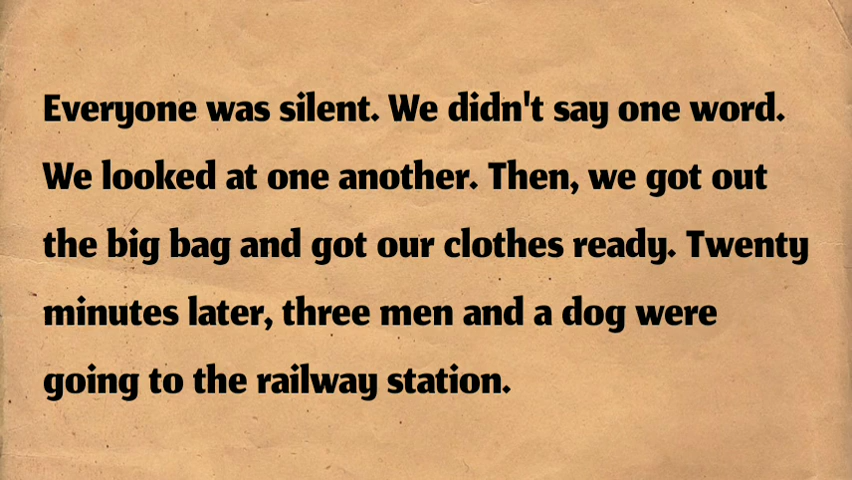 Everyone was silent. We didn't say one word.
We looked at one another. Then, we got out
the big bag and got our clothes ready. Twenty
minutes later, three men and a dog were
going to the railway station.